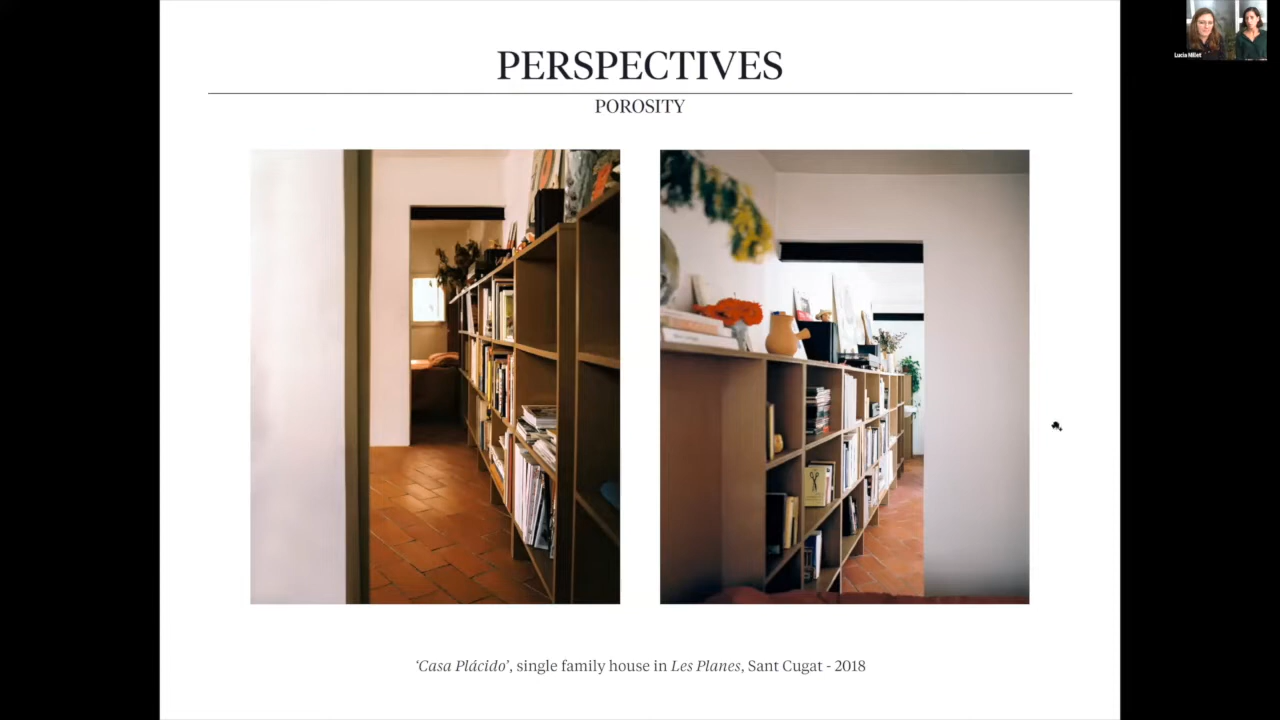 PERSPECTIVES
POROSITY
‘Casa Plácido’, single family house in Les Planes, Sant Cugat - 2018
Lucia Millet